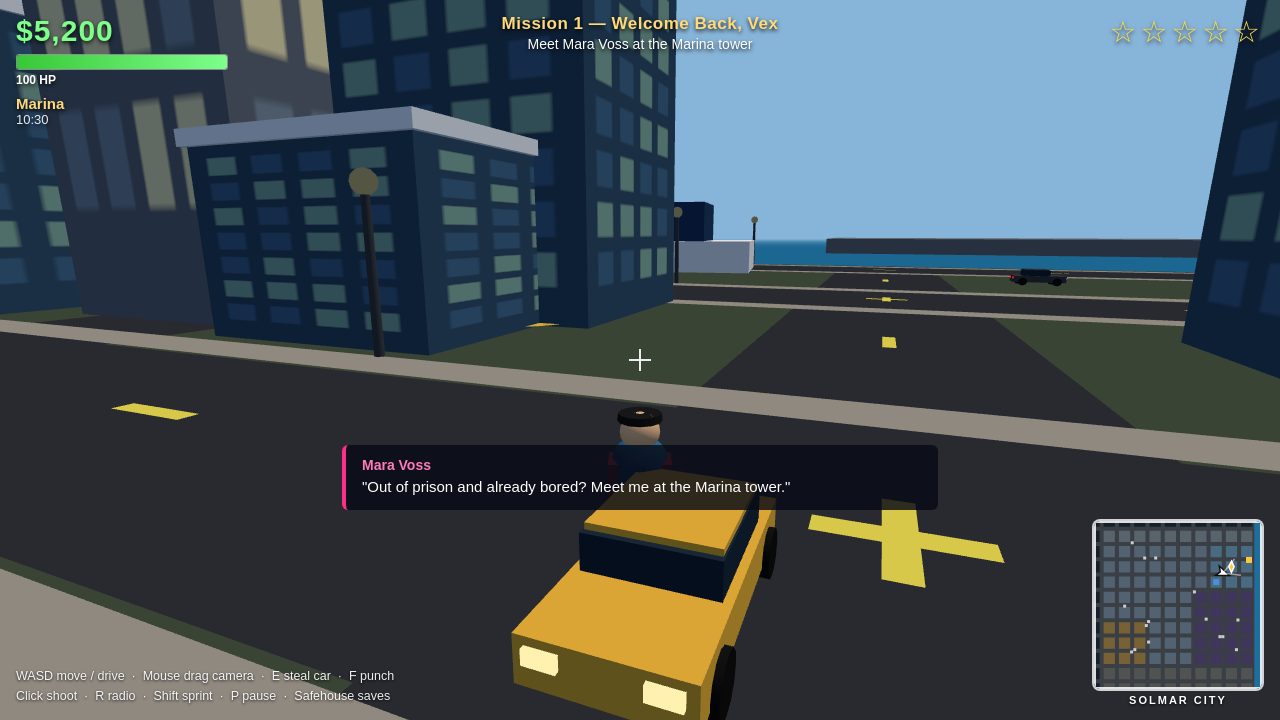 $5,200
100 HP
Marina
10:30
Mission 1 — Welcome Back, Vex
Meet Mara Voss at the Marina tower
☆ ☆ ☆ ☆ ☆
Mara Voss
"Out of prison and already bored? Meet me at the Marina tower."
WASD move / drive · Mouse drag camera · E steal car · F punch
Click shoot · R radio · Shift sprint · P pause · Safehouse saves
SOLMAR CITY